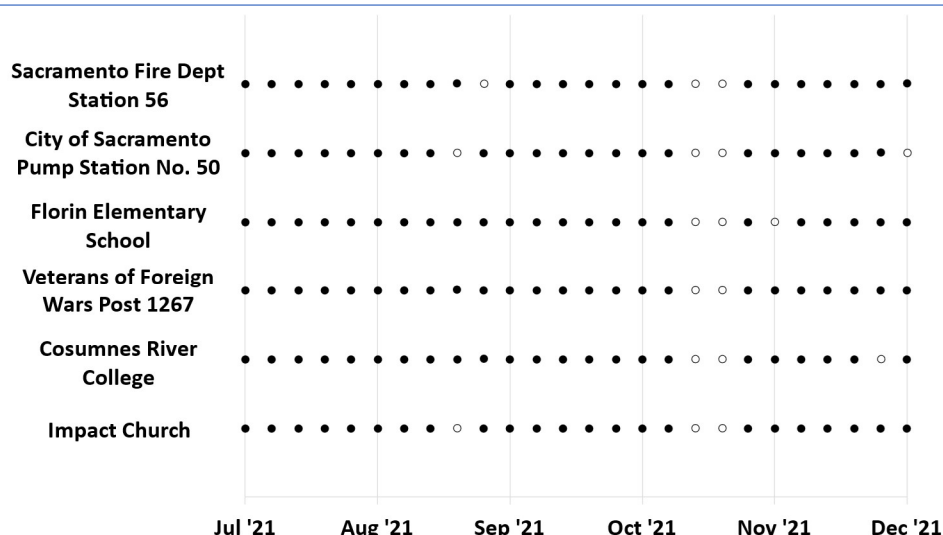 Sacramento Fire Dept
Station 56
City of Sacramento
Pump Station No. 50
Florin Elementary
School
Veterans of Foreign
Wars Post 1267
Cosumnes River
College
Impact Church
Jul '21 Aug '21 Sep '21 Oct '21 Nov '21 Dec '21